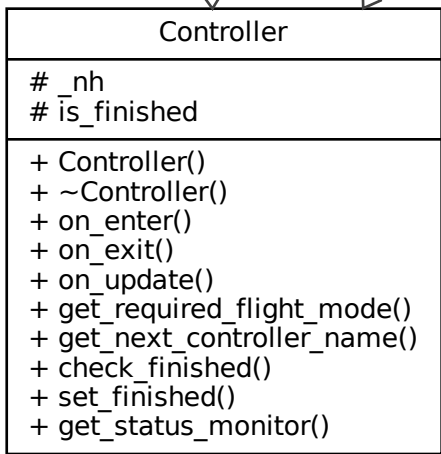 Controller
# _nh
# is_finished
+ Controller()
+ ~Controller()
+ on_enter()
+ on_exit()
+ on_update()
+ get_required_flight_mode()
+ get_next_controller_name()
+ check_finished()
+ set_finished()
+ get_status_monitor()